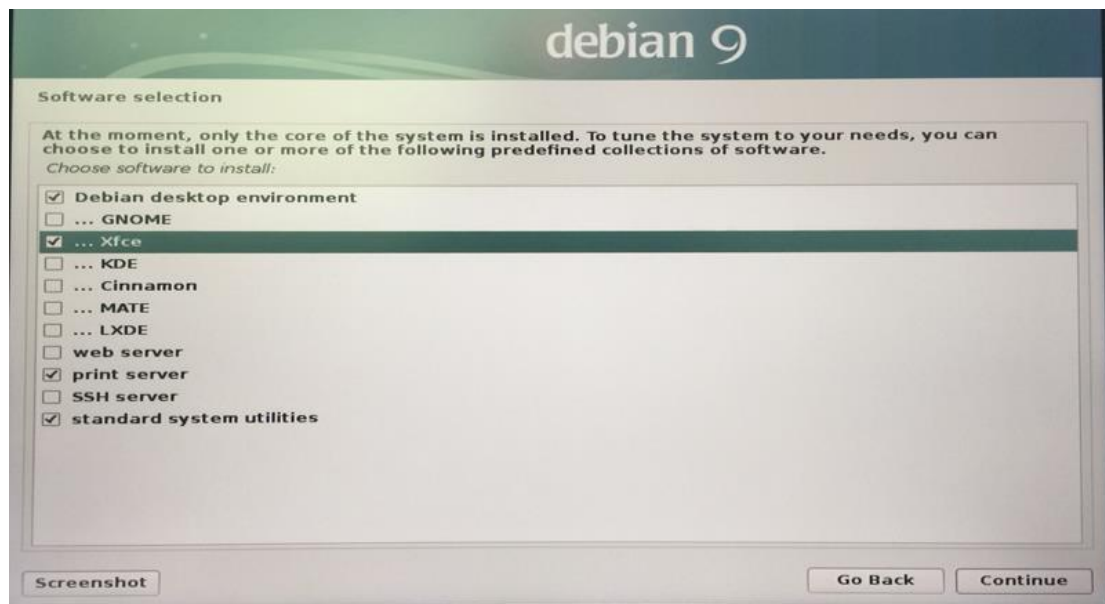 debian 9
Software selection
At the moment, only the core of the system is installed. To tune the system to your needs, you can
choose to install one or more of the following predefined collections of software.
Choose software to install:
Debian desktop environment
... GNOME
... Xfce
... KDE
... Cinnamon
... MATE
... LXDE
web server
print server
SSH server
standard system utilities
Screenshot
Go Back
Continue